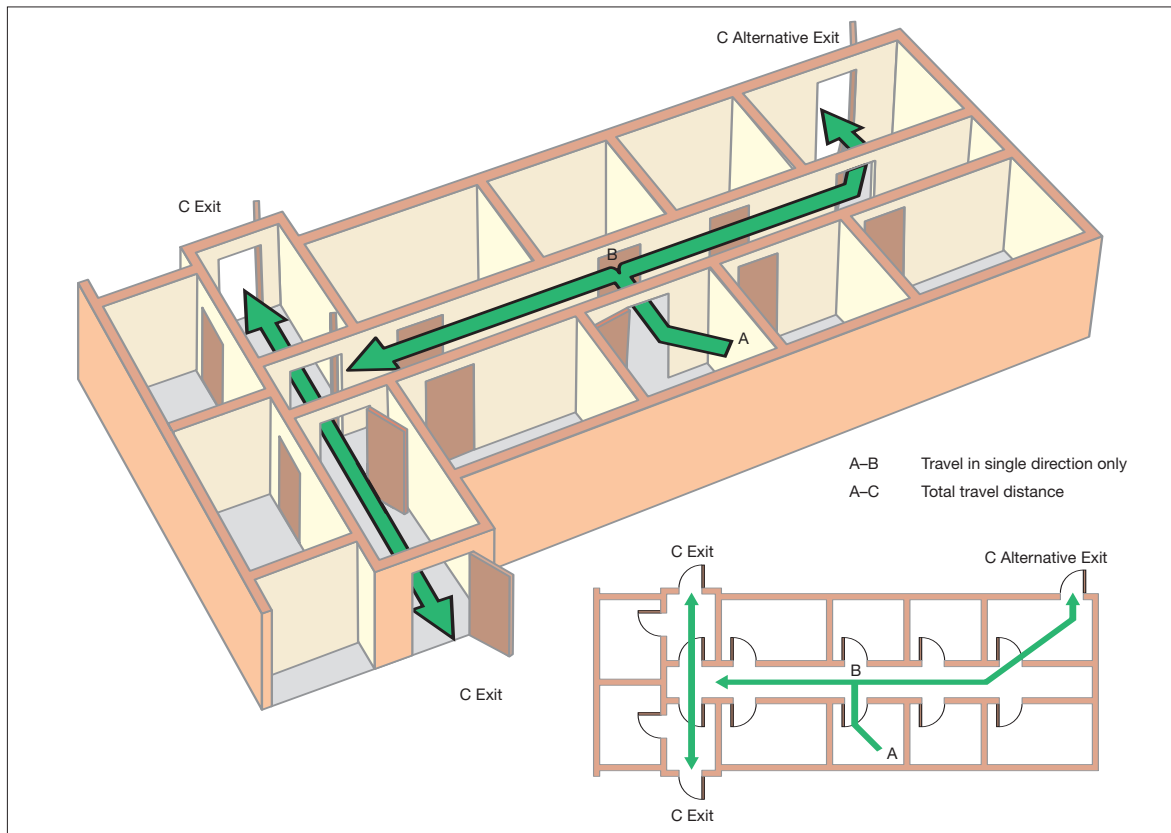 C Alternative Exit
C Exit
B
A
A–B Travel in single direction only
A–C Total travel distance
C Exit
C Exit
C Alternative Exit
B
A
C Exit